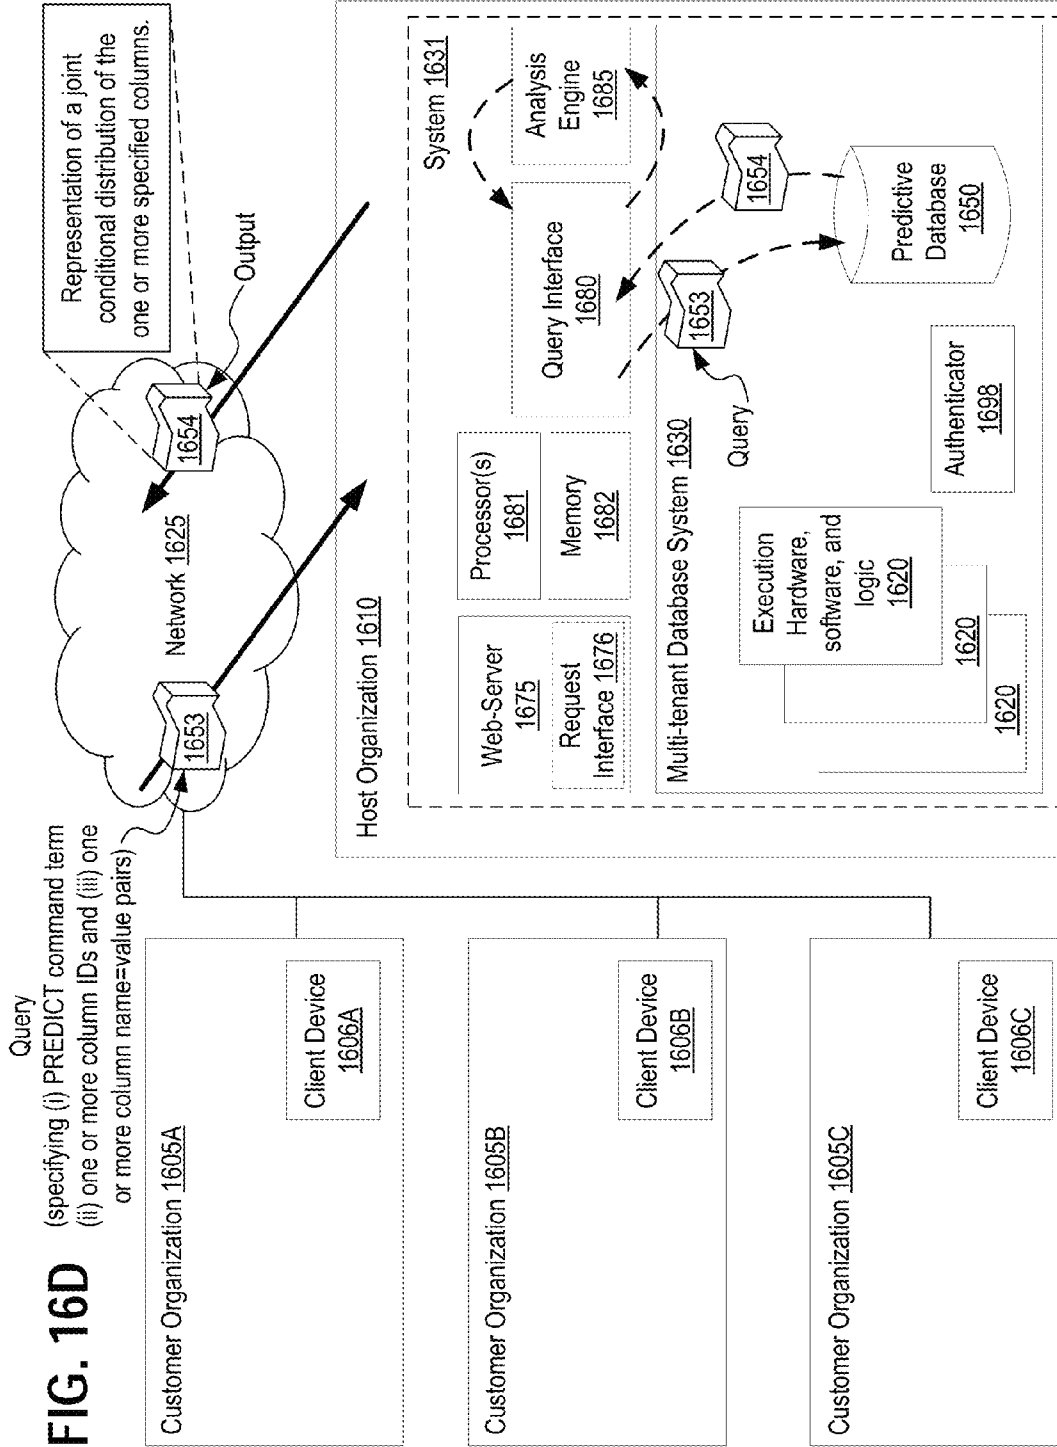 FIG. 16D
Query
(specifying (i) PREDICT command term
(ii) one or more column IDs and (iii) one
or more column name=value pairs)
Customer Organization 1605A
Client Device
1606A
Customer Organization 1605B
Client Device
1606B
Customer Organization 1605C
Client Device
1606C
1653
Network 1625
1654
Output
Representation of a joint
conditional distribution of the
one or more specified columns.
Host Organization 1610
System 1631
Web-Server
1675
Request
Interface 1676
Processor(s)
1681
Memory
1682
Query Interface
1680
Analysis
Engine
1685
Multi-tenant Database System 1630
Query
1653
1654
Execution
Hardware,
software, and
logic
1620
1620
1620
Authenticator
1698
Predictive
Database
1650